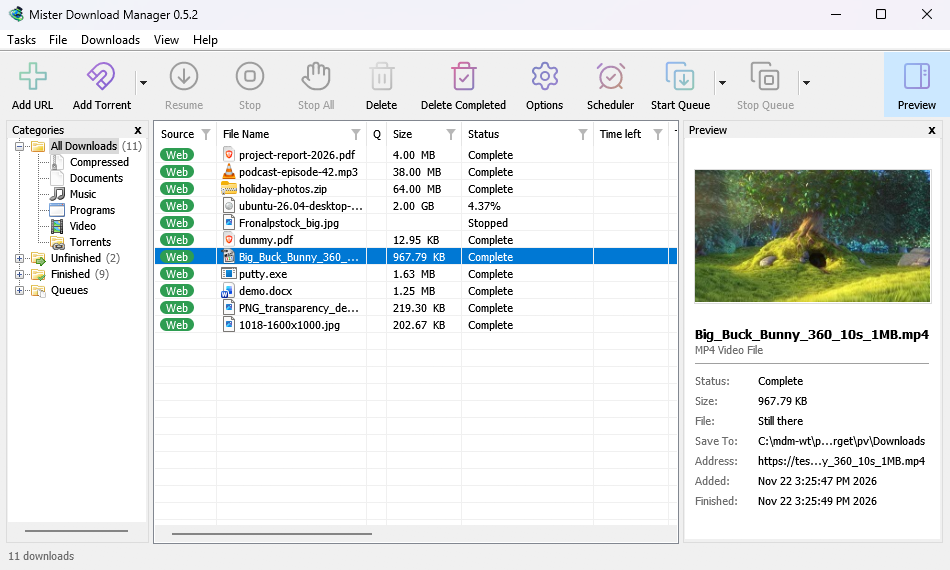 Mister Download Manager 0.5.2
Tasks File Downloads View Help
Add URL Add Torrent Resume Stop Stop All Delete Delete Completed Options Scheduler Start Queue Stop Queue Preview
Categories x
All Downloads (11)
Compressed
Documents
Music
Programs
Video
Torrents
Unfinished (2)
Finished (9)
Queues
Source File Name Q Size Status Time left
Web project-report-2026.pdf 4.00 MB Complete
Web podcast-episode-42.mp3 38.00 MB Complete
Web holiday-photos.zip 64.00 MB Complete
Web ubuntu-26.04-desktop-... 2.00 GB 4.37%
Web Fronalpstock_big.jpg Stopped
Web dummy.pdf 12.95 KB Complete
Web Big_Buck_Bunny_360_... 967.79 KB Complete
Web putty.exe 1.63 MB Complete
Web demo.docx 1.25 MB Complete
Web PNG_transparency_de... 219.30 KB Complete
Web 1018-1600x1000.jpg 202.67 KB Complete
Preview x
Big_Buck_Bunny_360_10s_1MB.mp4
MP4 Video File
Status: Complete
Size: 967.79 KB
File: Still there
Save To: C:\mdm-wt\p...rget\pv\Downloads
Address: https://tes...y_360_10s_1MB.mp4
Added: Nov 22 3:25:47 PM 2026
Finished: Nov 22 3:25:49 PM 2026
11 downloads